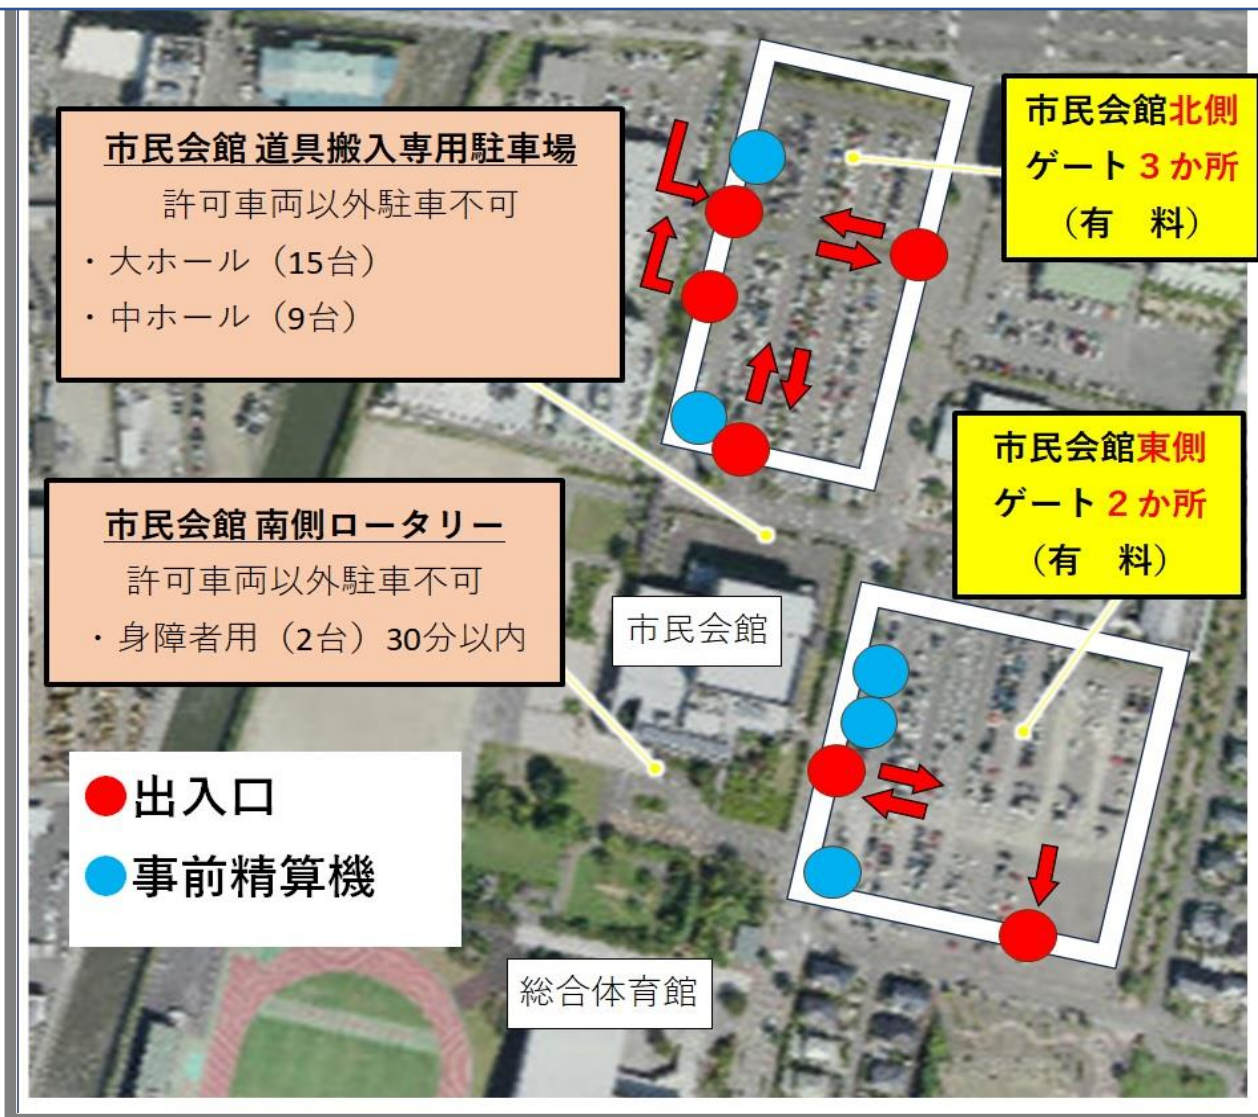 市民会館 道具搬入専用駐車場
許可車両以外駐車不可
・大ホール（15台）
・中ホール（9台）
市民会館北側
ゲート３か所
（有　料）
市民会館東側
ゲート２か所
（有　料）
市民会館 南側ロータリー
許可車両以外駐車不可
・身障者用（2台）30分以内
市民会館
出入口
事前精算機
総合体育館